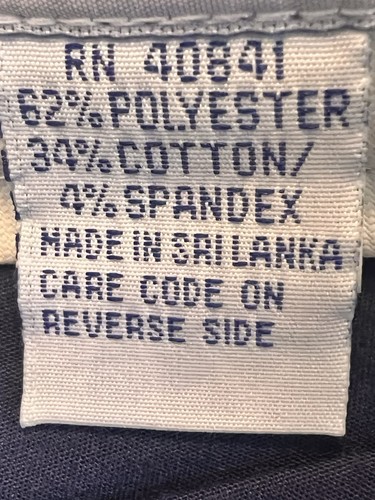 RN 40841
62% POLYESTER
34% COTTON/
4% SPANDEX
MADE IN SRI LANKA
CARE CODE ON
REVERSE SIDE